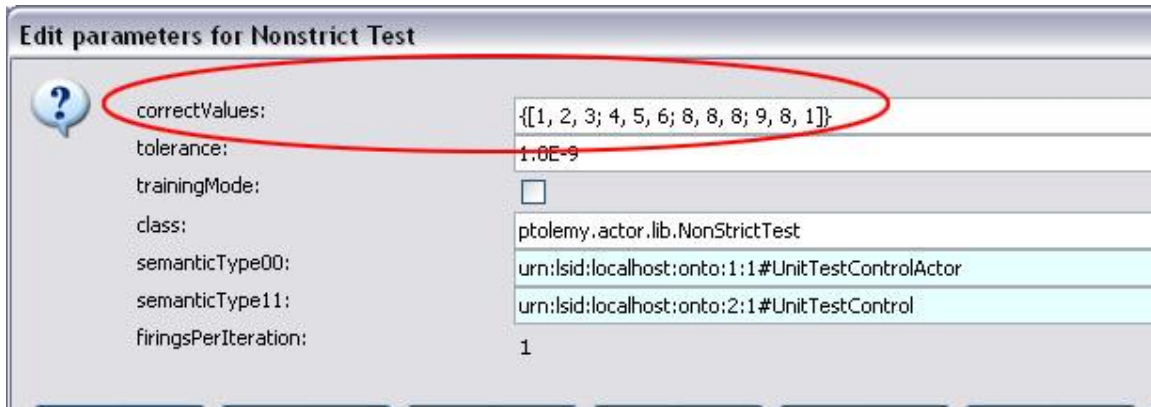 Edit parameters for Nonstrict Test
?
correctValues: {[1, 2, 3; 4, 5, 6; 8, 8, 8; 9, 8, 1]}
tolerance: 1.0E-9
trainingMode:
class: ptolemy.actor.lib.NonStrictTest
semanticType00: urn:lsid:localhost:onto:1:1#UnitTestControlActor
semanticType11: urn:lsid:localhost:onto:2:1#UnitTestControl
firingsPerIteration: 1